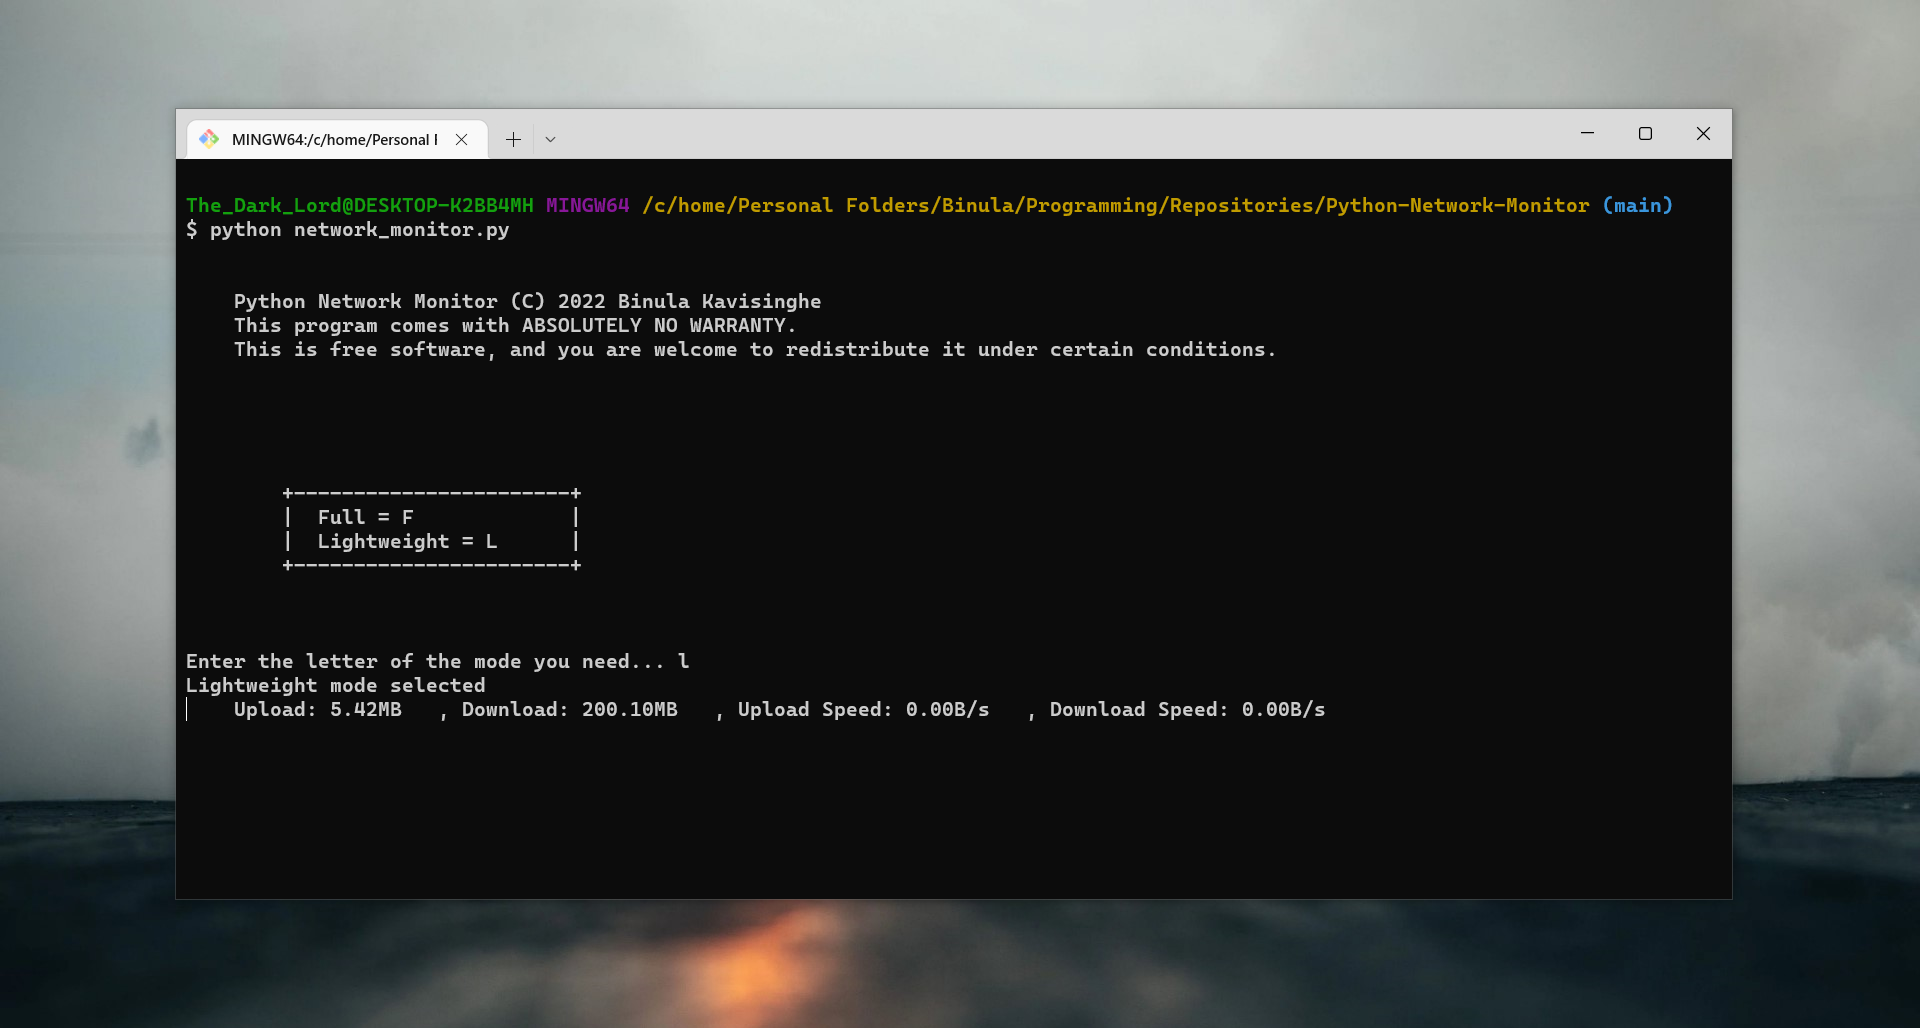 MINGW64:/c/home/Personal F
The_Dark_Lord@DESKTOP-K2BB4MH MINGW64 /c/home/Personal Folders/Binula/Programming/Repositories/Python-Network-Monitor (main)
$ python network_monitor.py
Python Network Monitor (C) 2022 Binula Kavisinghe
This program comes with ABSOLUTELY NO WARRANTY.
This is free software, and you are welcome to redistribute it under certain conditions.
+-----------------------+
|  Full = F             |
|  Lightweight = L      |
+-----------------------+
Enter the letter of the mode you need... l
Lightweight mode selected
Upload: 5.42MB   , Download: 200.10MB   , Upload Speed: 0.00B/s   , Download Speed: 0.00B/s